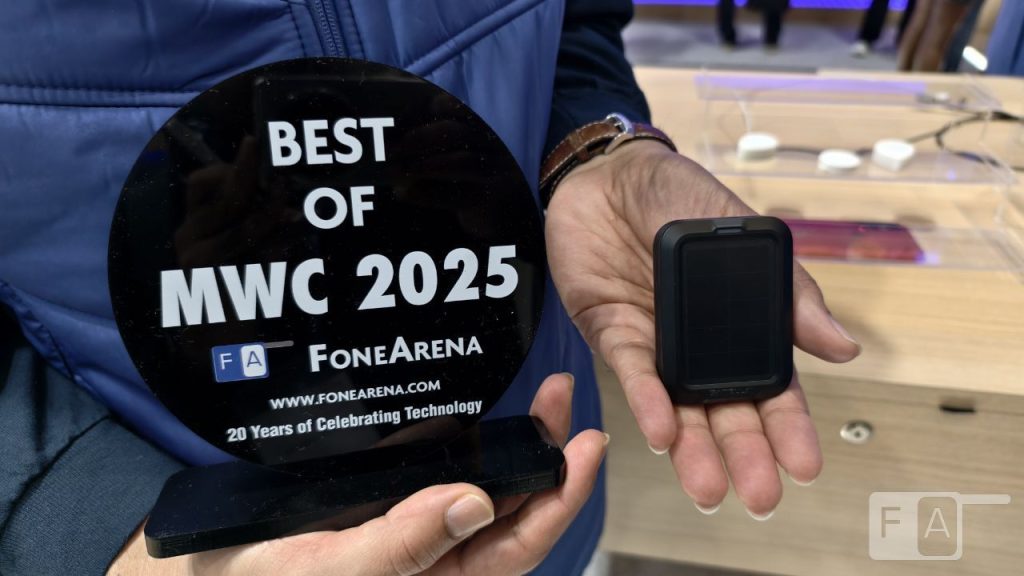 BEST
OF
MWC 2025
FA FONEARENA
WWW.FONEARENA.COM
20 Years of Celebrating Technology
FA